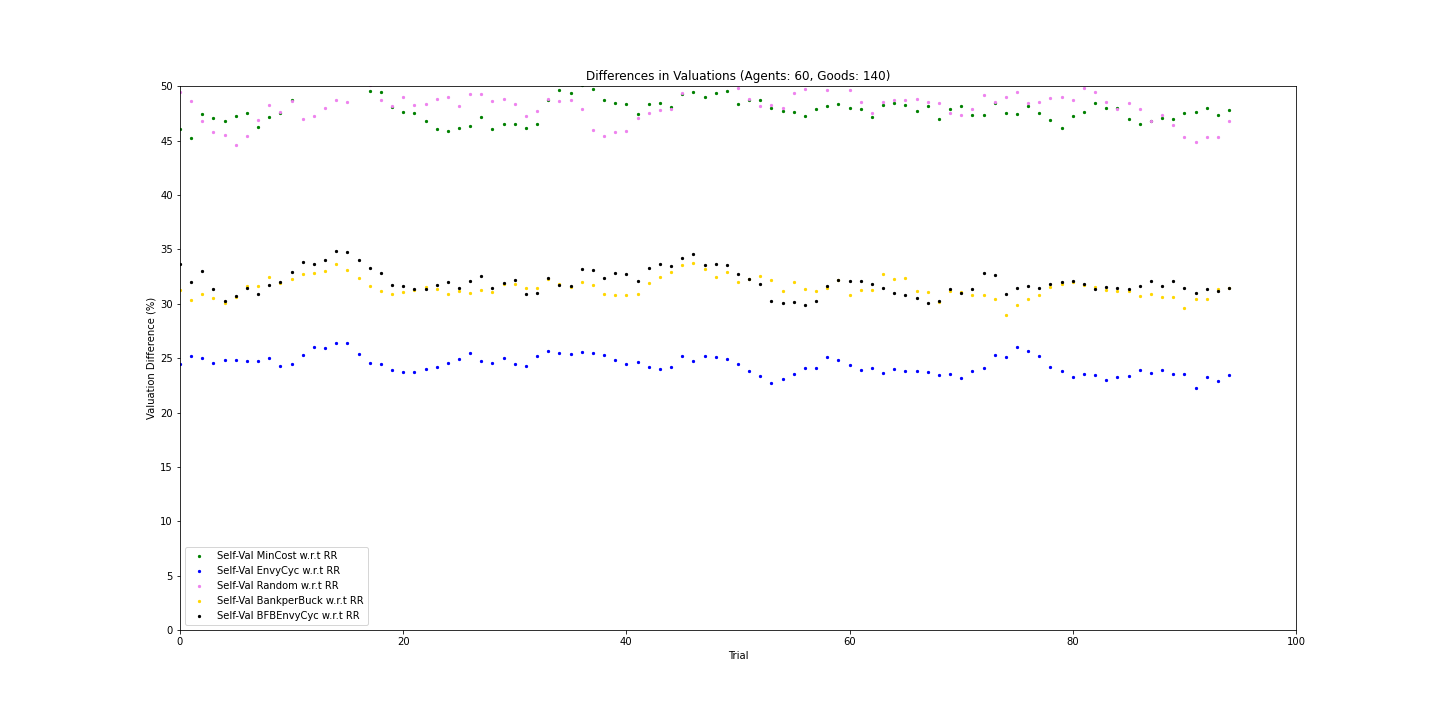 Differences in Valuations (Agents: 60, Goods: 140)
50
45
40
35
30
25
20
15
10
5
0
Valuation Difference (%)
Self-Val MinCost w.r.t RR
Self-Val EnvyCyc w.r.t RR
Self-Val Random w.r.t RR
Self-Val BankperBuck w.r.t RR
Self-Val BFBEnvyCyc w.r.t RR
0 20 40 60 80 100
Trial